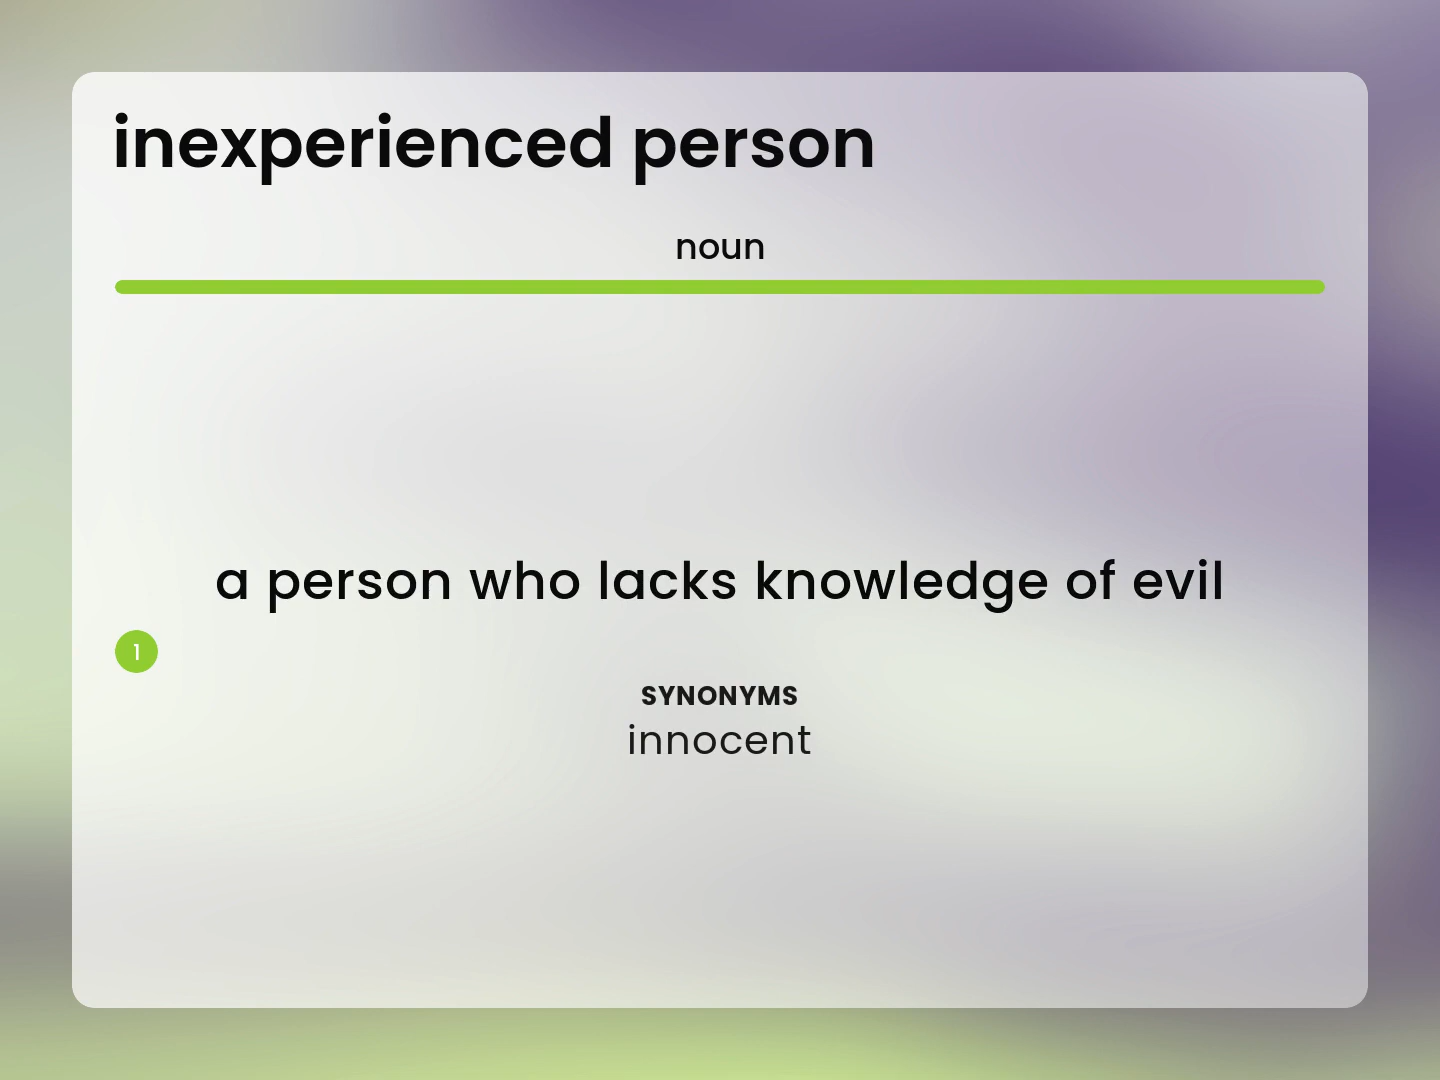 inexperienced person
noun
a person who lacks knowledge of evil
1
SYNONYMS
innocent